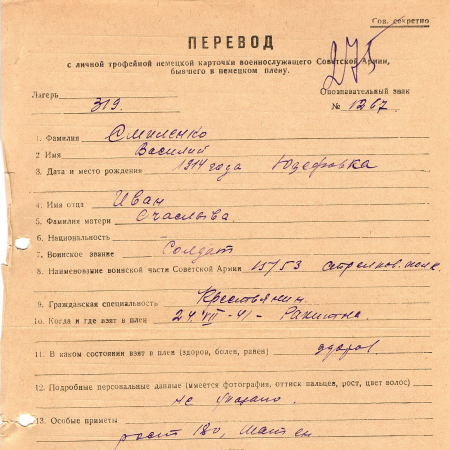 Сов. секретно
ПЕРЕВОД
с личной трофейной немецкой карточки военнослужащего Советской Армии,
бывшего в немецком плену.
275
Лагерь 319.
Опознавательный знак
№ 1267.
1. Фамилия Смиленко
2 Имя Василий
3. Дата и место рождения 1914 года Юзефовка
4. Имя отца Иван
5. Фамилия матери Счаслыва.
6. Национальность
7. Воинское звание Солдат
8. Наименование воинской части Советской Армии 15/53 стрелков. полк.
9. Гражданская специальность Крестьянин.
10. Когда и где взят в плен 24 VII-41- Ракитна.
11. В каком состоянии взят в плен (здоров, болен, ранен) здоров
12. Подробные персональные данные (имеется фотография, оттиск пальцев, рост, цвет волос)
не указано.
13. Особые приметы
рост 180,